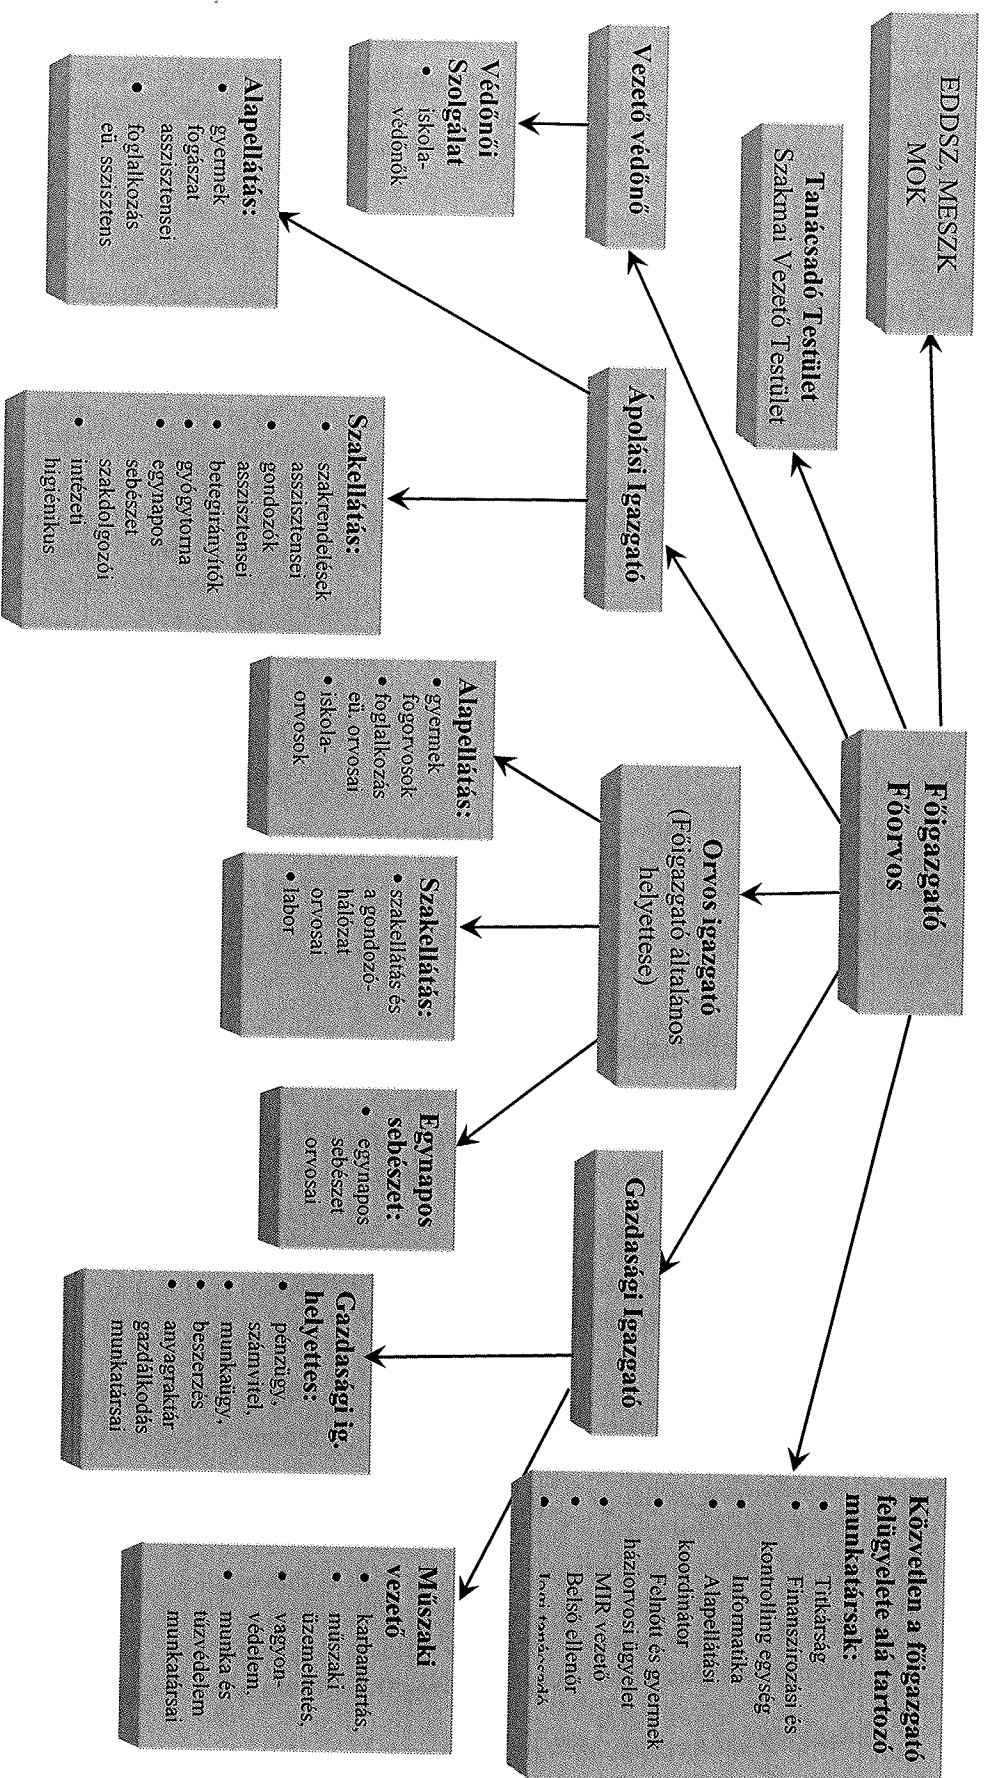 EDDSZ, MESZK
MOK
Tanácsadó Testület
Szakmai Vezető Testület
Főigazgató
Főorvos
Közvetlen a főigazgató
felügyelete alá tartozó
munkatársak:
• Titkárság
• Finanszírozási és
kontrolling egység
• Informatika
• Alapellátási
koordinátor
• Felnőtt és gyermek
háziorvosi ügyelet
• MIR vezető
• Belső ellenőr
Vezető védőnő
Ápolási Igazgató
Orvos igazgató
(Főigazgató általános
helyettese)
Gazdasági Igazgató
Védőnői
Szolgálat
• iskola-
védőnők
Alapellátás:
• gyermek
fogászat
asszisztensei
• foglalkozás
eü. asszisztens
Szakellátás:
• szakrendelések
asszisztensei
• gondozók
asszisztensei
• betegirányítók
• gyógytorna
• egynapos
sebészet
szakdolgozói
• intézeti
higiénikus
Alapellátás:
• gyermek
fogorvosok
• foglalkozás
eü. orvosai
• iskola-
orvosok
Szakellátás:
• szakellátás és
a gondozó-
hálózat
orvosai
• labor
Egynapos
sebészet:
• egynapos
sebészet
orvosai
Gazdasági ig.
helyettes:
• pénzügy,
számvitel,
• munkaügy,
• beszerzés
• anyagraktár
gazdálkodás
munkatársai
Műszaki
vezető
• karbantartás,
• műszaki
üzemeltetés,
• vagyon-
védelem,
• munka és
tűzvédelem
munkatársai